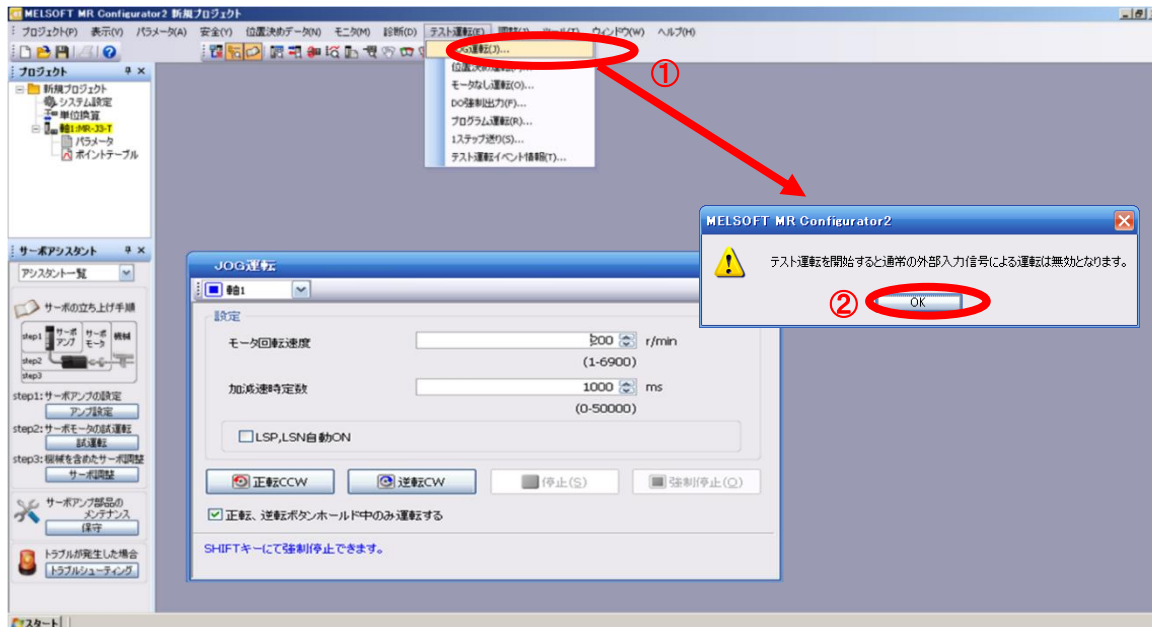 MELSOFT MR Configurator2 新規プロジェクト
プロジェクト(P) 表示(V) パラメータ(A) 安全(Y) 位置決めデータ(N) モニタ(M) 診断(D) テスト運転(E) 調整(J) ツール(T) ウィンドウ(W) ヘルプ(H)
JOG運転(J)...
位置決め運転(P)...
モータなし運転(O)...
DO強制出力(F)...
プログラム運転(R)...
1ステップ送り(S)...
テスト運転イベント情報(T)...
①
プロジェクト
新規プロジェクト
システム設定
単位換算
軸1:MR-J3-T
パラメータ
ポイントテーブル
MELSOFT MR Configurator2
テスト運転を開始すると通常の外部入力信号による運転は無効となります。
②
OK
サーボアシスタント
アシスタント一覧
サーボの立ち上げ手順
step1
サーボアンプ
サーボモータ
機械
step2
step3
step1:サーボアンプの設定
アンプ設定
step2:サーボモータの試運転
試運転
step3:機械を含めたサーボ調整
サーボ調整
サーボアンプ部品の
メンテナンス
保守
トラブルが発生した場合
トラブルシューティング
JOG運転
軸1
設定
モータ回転速度 200 r/min
(1-6900)
加減速時定数 1000 ms
(0-50000)
LSP,LSN自動ON
正転CCW 逆転CW 停止(S) 強制停止(O)
正転、逆転ボタンホールド中のみ運転する
SHIFTキーにて強制停止できます。
スタート